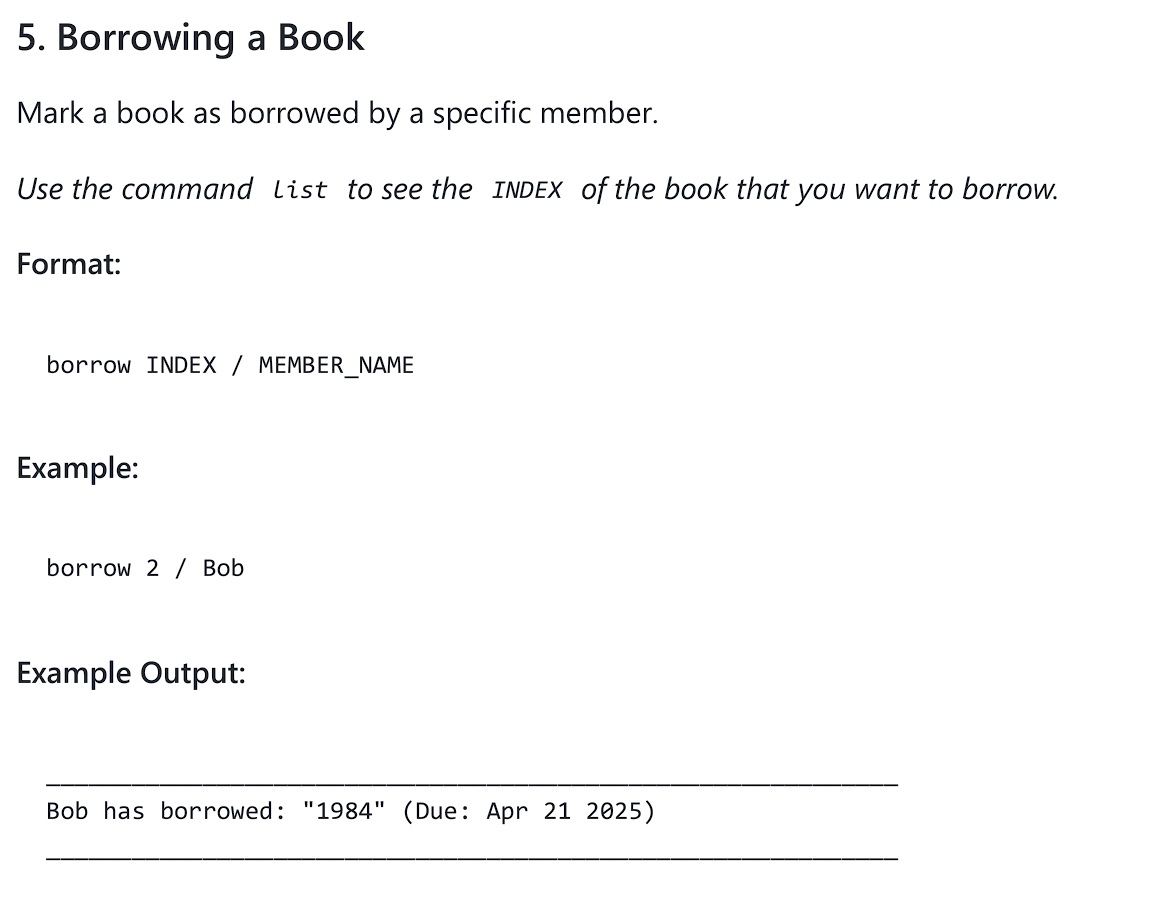 5. Borrowing a Book
Mark a book as borrowed by a specific member.
Use the command list to see the INDEX of the book that you want to borrow.
Format:
borrow INDEX / MEMBER_NAME
Example:
borrow 2 / Bob
Example Output:
____________________________________________________________
Bob has borrowed: "1984" (Due: Apr 21 2025)
____________________________________________________________